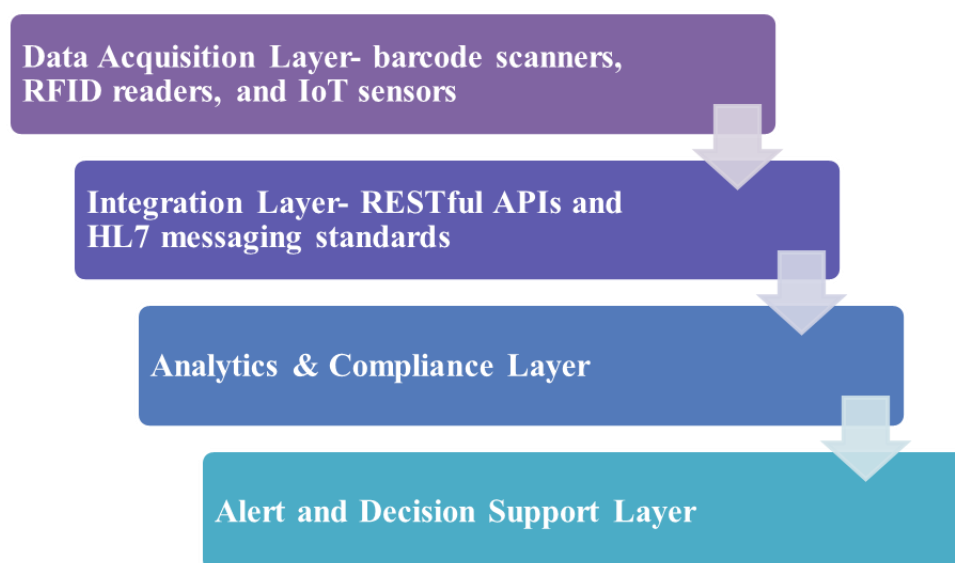 Data Acquisition Layer- barcode scanners,
RFID readers, and IoT sensors
Integration Layer- RESTful APIs and
HL7 messaging standards
Analytics & Compliance Layer
Alert and Decision Support Layer